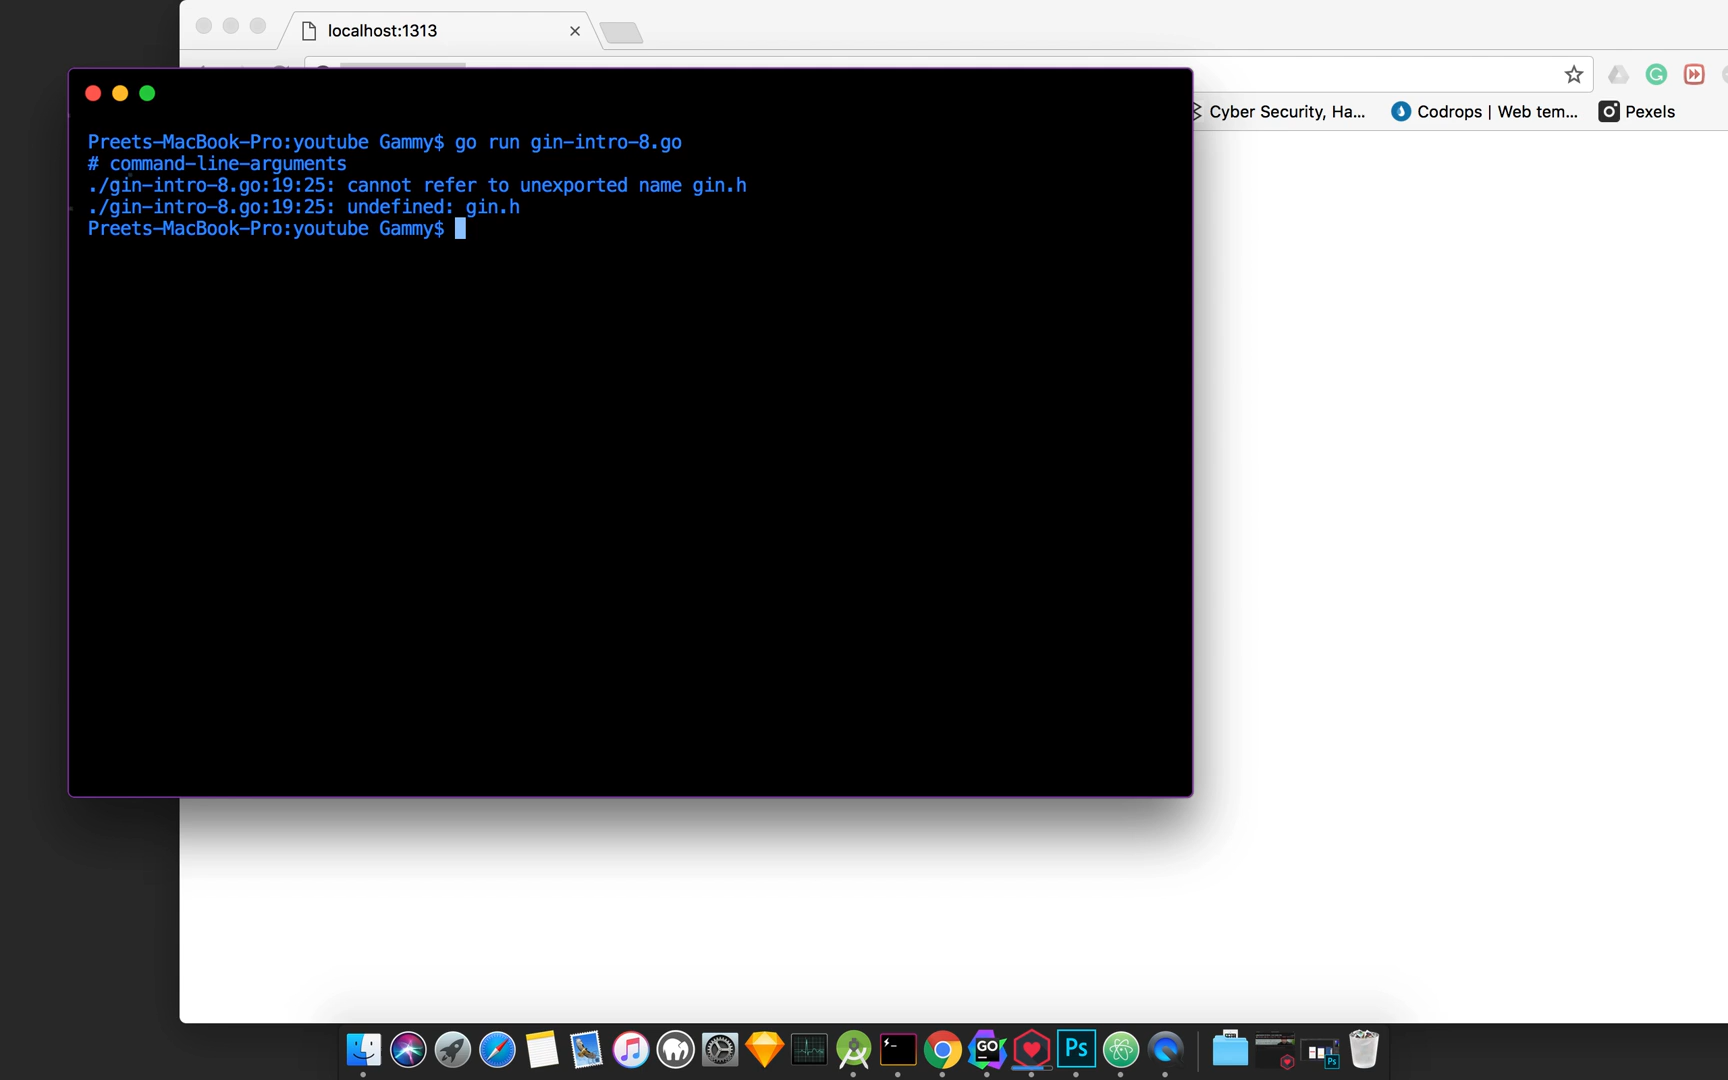 localhost:1313
Cyber Security, Ha...
Codrops | Web tem...
Pexels
Preets-MacBook-Pro:youtube Gammy$ go run gin-intro-8.go
# command-line-arguments
./gin-intro-8.go:19:25: cannot refer to unexported name gin.h
./gin-intro-8.go:19:25: undefined: gin.h
Preets-MacBook-Pro:youtube Gammy$
GO
Ps